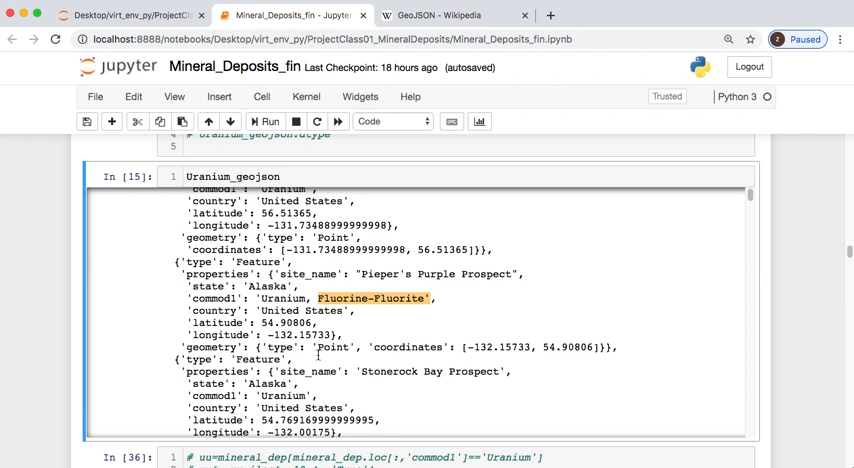 Desktop/virt_env_py/ProjectCl
Mineral_Deposits_fin - Jupyter
W GeoJSON - Wikipedia
localhost:8888/notebooks/Desktop/virt_env_py/ProjectClass01_MineralDeposits/Mineral_Deposits_fin.ipynb
z Paused
jupyter Mineral_Deposits_fin Last Checkpoint: 18 hours ago (autosaved)
Logout
File Edit View Insert Cell Kernel Widgets Help
Trusted Python 3
Run Code
4 # Uranium_geojson.dtype
5
In [15]: 1 Uranium_geojson
'commod1': 'Uranium',
'country': 'United States',
'latitude': 56.51365,
'longitude': -131.73488999999998},
'geometry': {'type': 'Point',
'coordinates': [-131.73488999999998, 56.51365]}},
{'type': 'Feature',
'properties': {'site_name': "Pieper's Purple Prospect",
'state': 'Alaska',
'commod1': 'Uranium, Fluorine-Fluorite',
'country': 'United States',
'latitude': 54.90806,
'longitude': -132.15733},
'geometry': {'type': 'Point', 'coordinates': [-132.15733, 54.90806]}},
{'type': 'Feature',
'properties': {'site_name': 'Stonerock Bay Prospect',
'state': 'Alaska',
'commod1': 'Uranium',
'country': 'United States',
'latitude': 54.769169999999995,
'longitude': -132.00175},
In [36]: 1 # uu=mineral_dep[mineral_dep.loc[:,'commod1']=='Uranium']